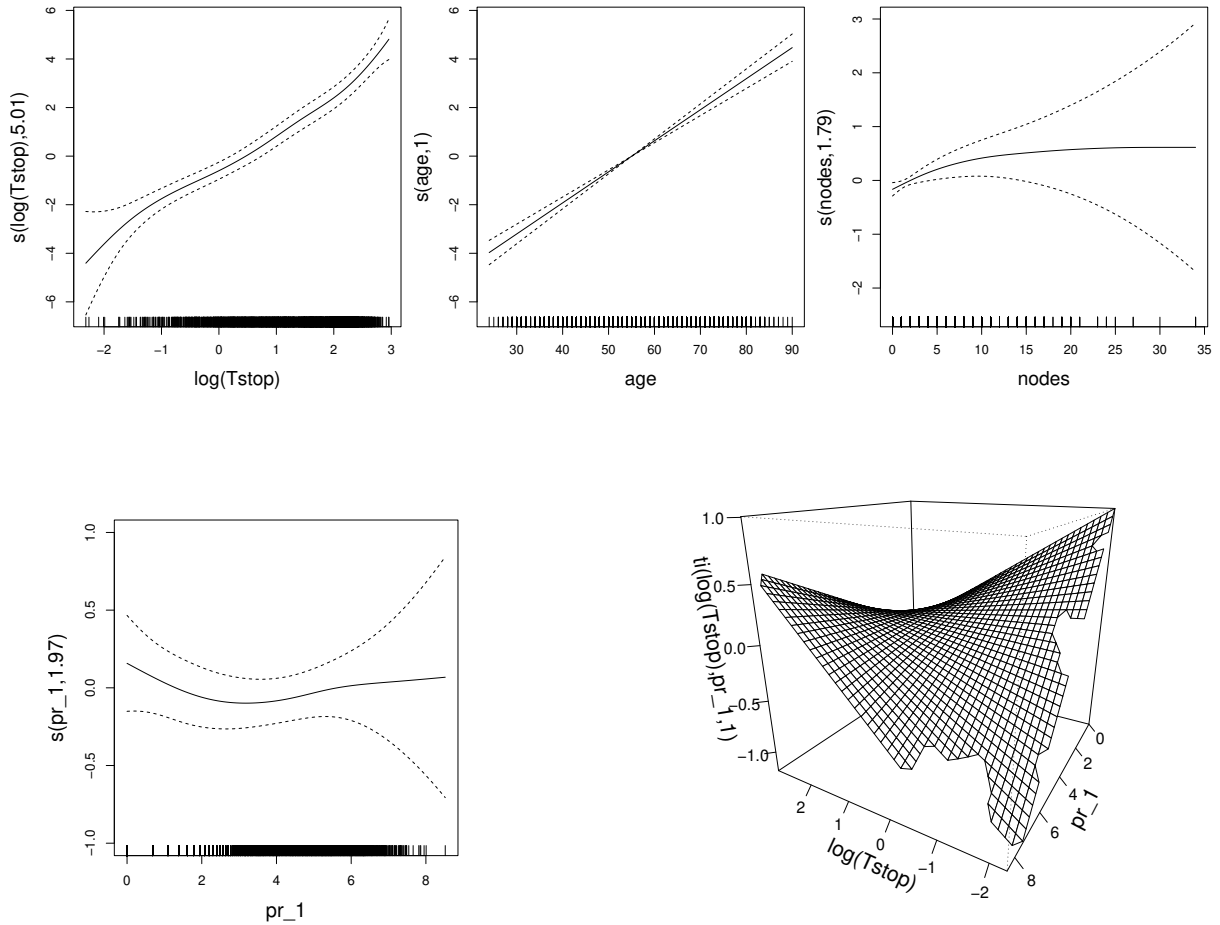 6
4
2
0
−2
−4
−6
s(log(Tstop),5.01)
−2 −1 0 1 2 3
log(Tstop)
6
4
2
0
−2
−4
−6
s(age,1)
30 40 50 60 70 80 90
age
3
2
1
0
−1
−2
s(nodes,1.79)
0 5 10 15 20 25 30 35
nodes
1.0
0.5
0.0
−0.5
−1.0
s(pr_1,1.97)
0 2 4 6 8
pr_1
1.0
0.5
0.0
−0.5
−1.0
ti(log(Tstop),pr_1,1)
2 1 0 −1 −2
log(Tstop)
0 2 4 6 8
pr_1